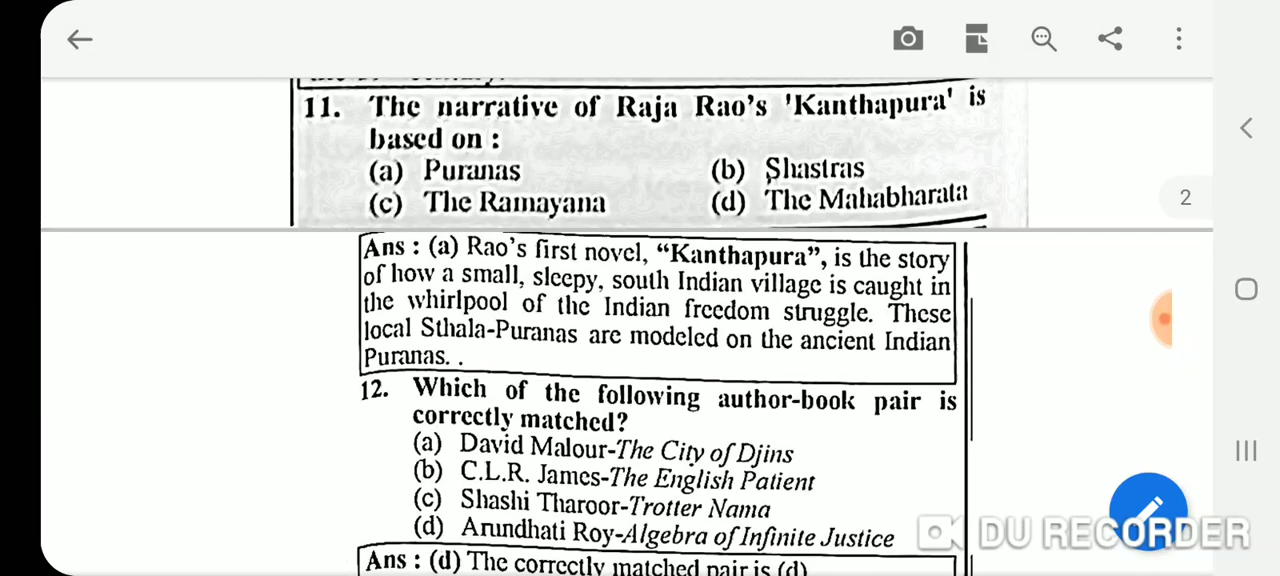 2
11. The narrative of Raja Rao's 'Kanthapura' is
based on :
(a) Puranas (b) Shastras
(c) The Ramayana (d) The Mahabharata
Ans : (a) Rao's first novel, “Kanthapura”, is the story
of how a small, sleepy, south Indian village is caught in
the whirlpool of the Indian freedom struggle. These
local Sthala-Puranas are modeled on the ancient Indian
Puranas. .
12. Which of the following author-book pair is
correctly matched?
(a) David Malour-The City of Djins
(b) C.L.R. James-The English Patient
(c) Shashi Tharoor-Trotter Nama
(d) Arundhati Roy-Algebra of Infinite Justice
DU RECORDER
Ans : (d) The correctly matched pair is (d)